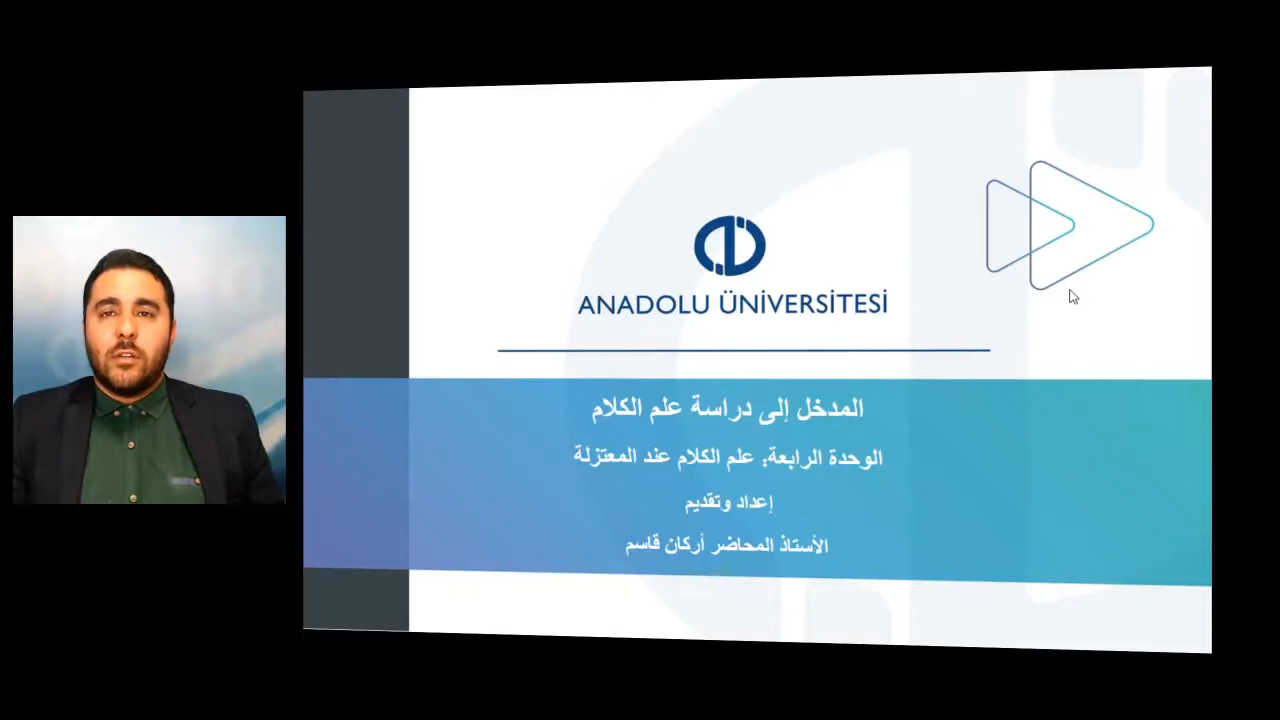 ANADOLU ÜNİVERSİTESİ
المدخل إلى دراسة علم الكلام
الوحدة الرابعة: علم الكلام عند المعتزلة
إعداد وتقديم
الأستاذ المحاضر أركان قاسم